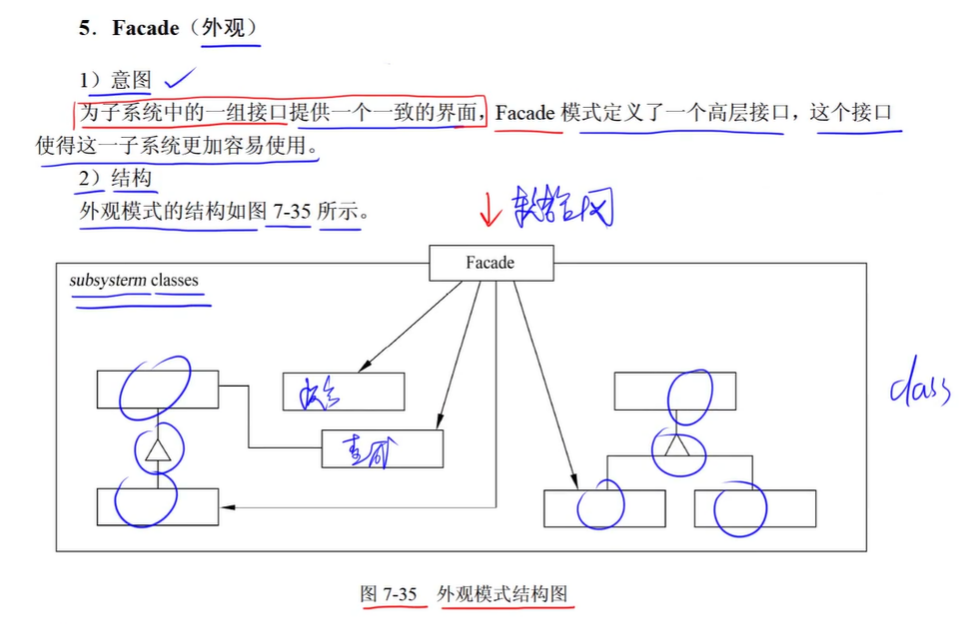 5. Facade（外观）
1）意图
为子系统中的一组接口提供一个一致的界面，Facade 模式定义了一个高层接口，这个接口
使得这一子系统更加容易使用。
2）结构
外观模式的结构如图 7-35 所示。
Facade
subsysterm classes
class
图 7-35 外观模式结构图